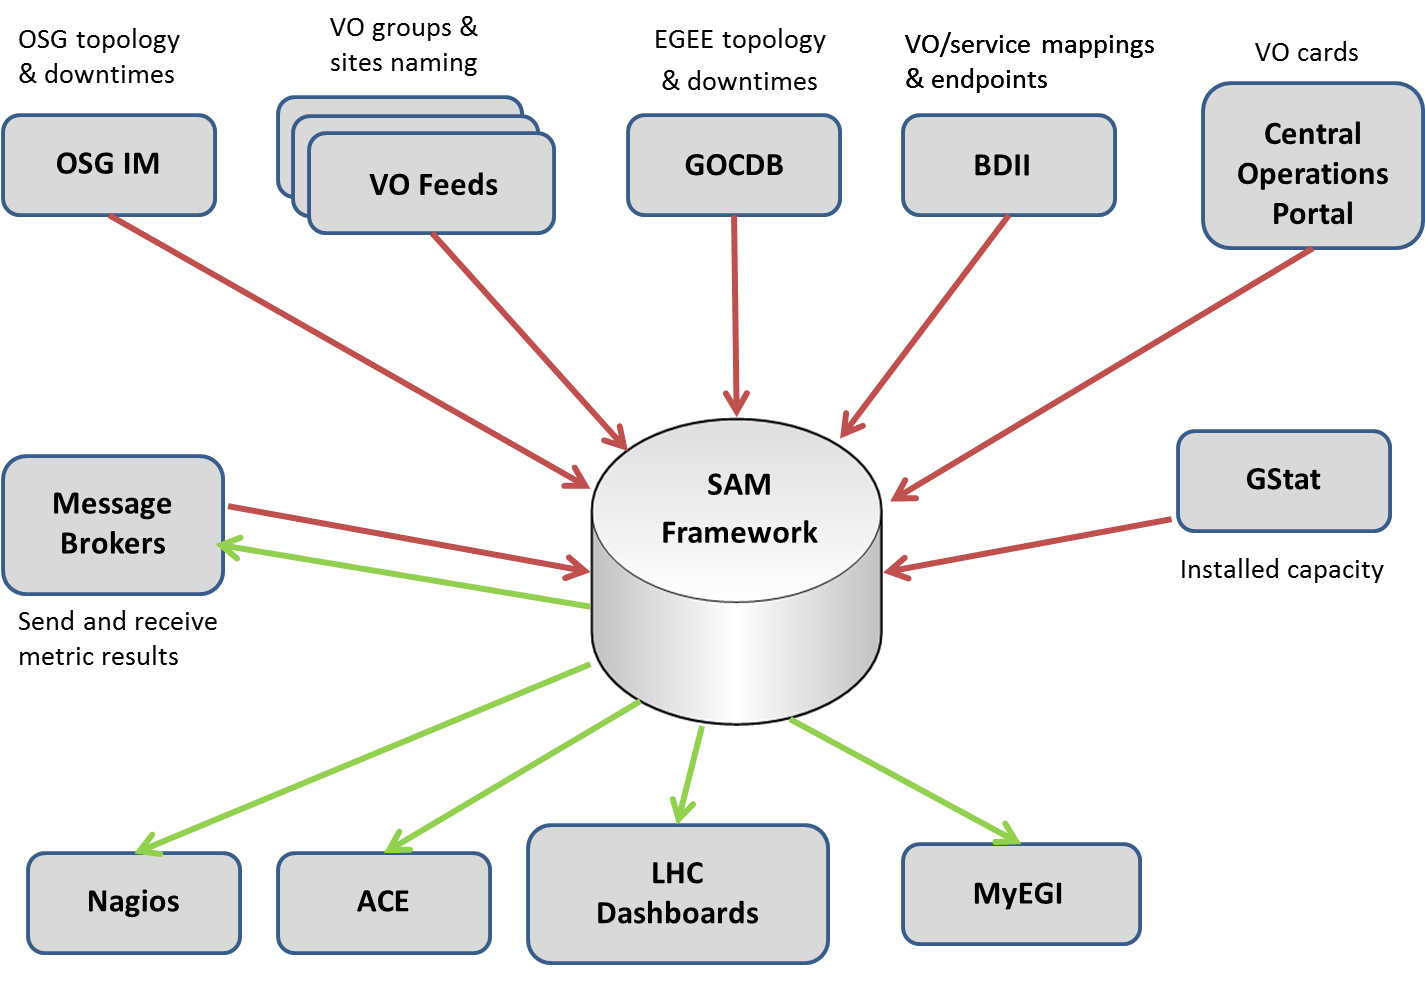 OSG topology
& downtimes
VO groups &
sites naming
EGEE topology
& downtimes
VO/service mappings
& endpoints
VO cards
OSG IM
VO Feeds
GOCDB
BDII
Central
Operations
Portal
SAM
Framework
Message
Brokers
Send and receive
metric results
GStat
Installed capacity
Nagios
ACE
LHC
Dashboards
MyEGI